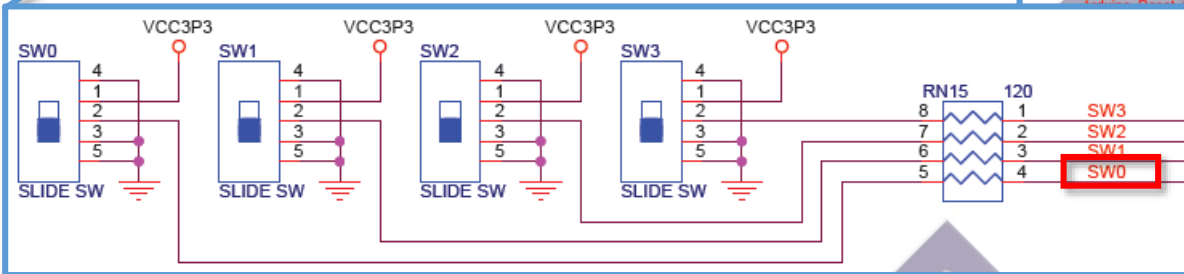 VCC3P3 VCC3P3 VCC3P3 VCC3P3
SW0 SW1 SW2 SW3
4 4 4 4
1 1 1 1
2 2 2 2
3 3 3 3
5 5 5 5
SLIDE SW SLIDE SW SLIDE SW SLIDE SW
RN15 120
8 1 SW3
7 2 SW2
6 3 SW1
5 4 SW0